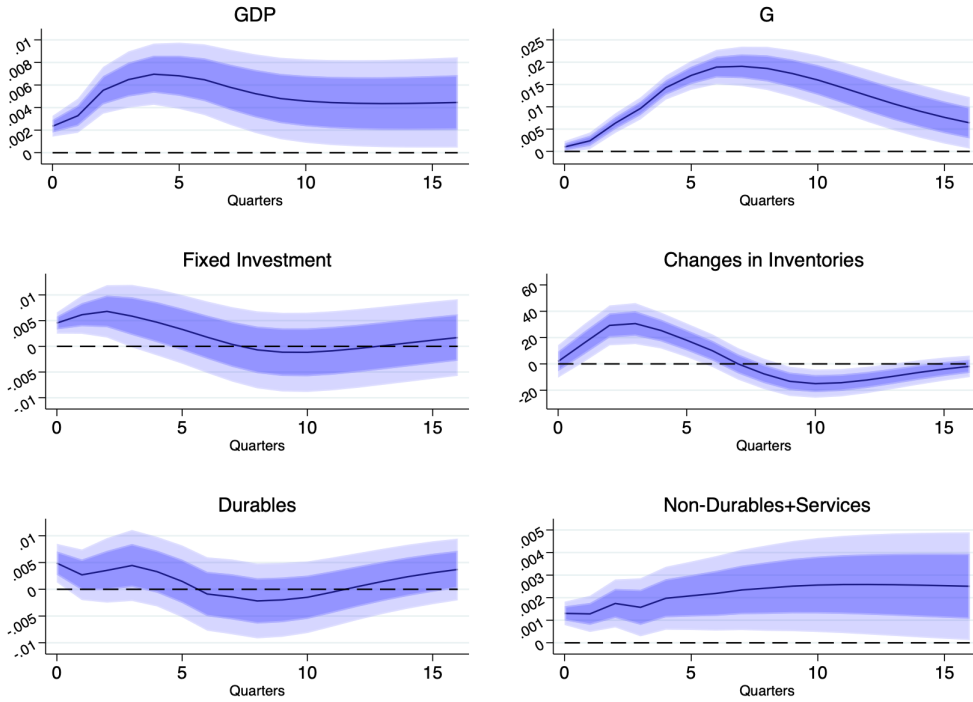 GDP
.01
.008
.006
.004
.002
0
0 5 10 15
Quarters
G
.025
.02
.015
.01
.005
0
0 5 10 15
Quarters
Fixed Investment
.01
.005
0
-.005
-.01
0 5 10 15
Quarters
Changes in Inventories
60
40
20
0
-20
0 5 10 15
Quarters
Durables
.01
.005
0
-.005
-.01
0 5 10 15
Quarters
Non-Durables+Services
.005
.004
.003
.002
.001
0
0 5 10 15
Quarters